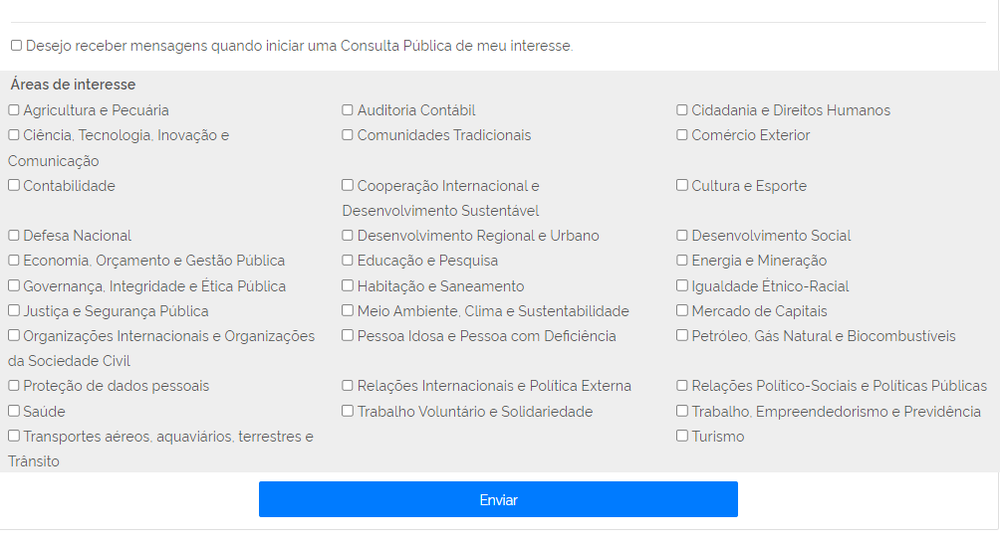 Desejo receber mensagens quando iniciar uma Consulta Pública de meu interesse.
Áreas de interesse
Agricultura e Pecuária
Auditoria Contábil
Cidadania e Direitos Humanos
Ciência, Tecnologia, Inovação e
Comunicação
Comunidades Tradicionais
Comércio Exterior
Contabilidade
Cooperação Internacional e
Desenvolvimento Sustentável
Cultura e Esporte
Defesa Nacional
Desenvolvimento Regional e Urbano
Desenvolvimento Social
Economia, Orçamento e Gestão Pública
Educação e Pesquisa
Energia e Mineração
Governança, Integridade e Ética Pública
Habitação e Saneamento
Igualdade Étnico-Racial
Justiça e Segurança Pública
Meio Ambiente, Clima e Sustentabilidade
Mercado de Capitais
Organizações Internacionais e Organizações
da Sociedade Civil
Pessoa Idosa e Pessoa com Deficiência
Petróleo, Gás Natural e Biocombustíveis
Proteção de dados pessoais
Relações Internacionais e Política Externa
Relações Político-Sociais e Políticas Públicas
Saúde
Trabalho Voluntário e Solidariedade
Trabalho, Empreendedorismo e Previdência
Transportes aéreos, aquaviários, terrestres e
Trânsito
Turismo
Enviar